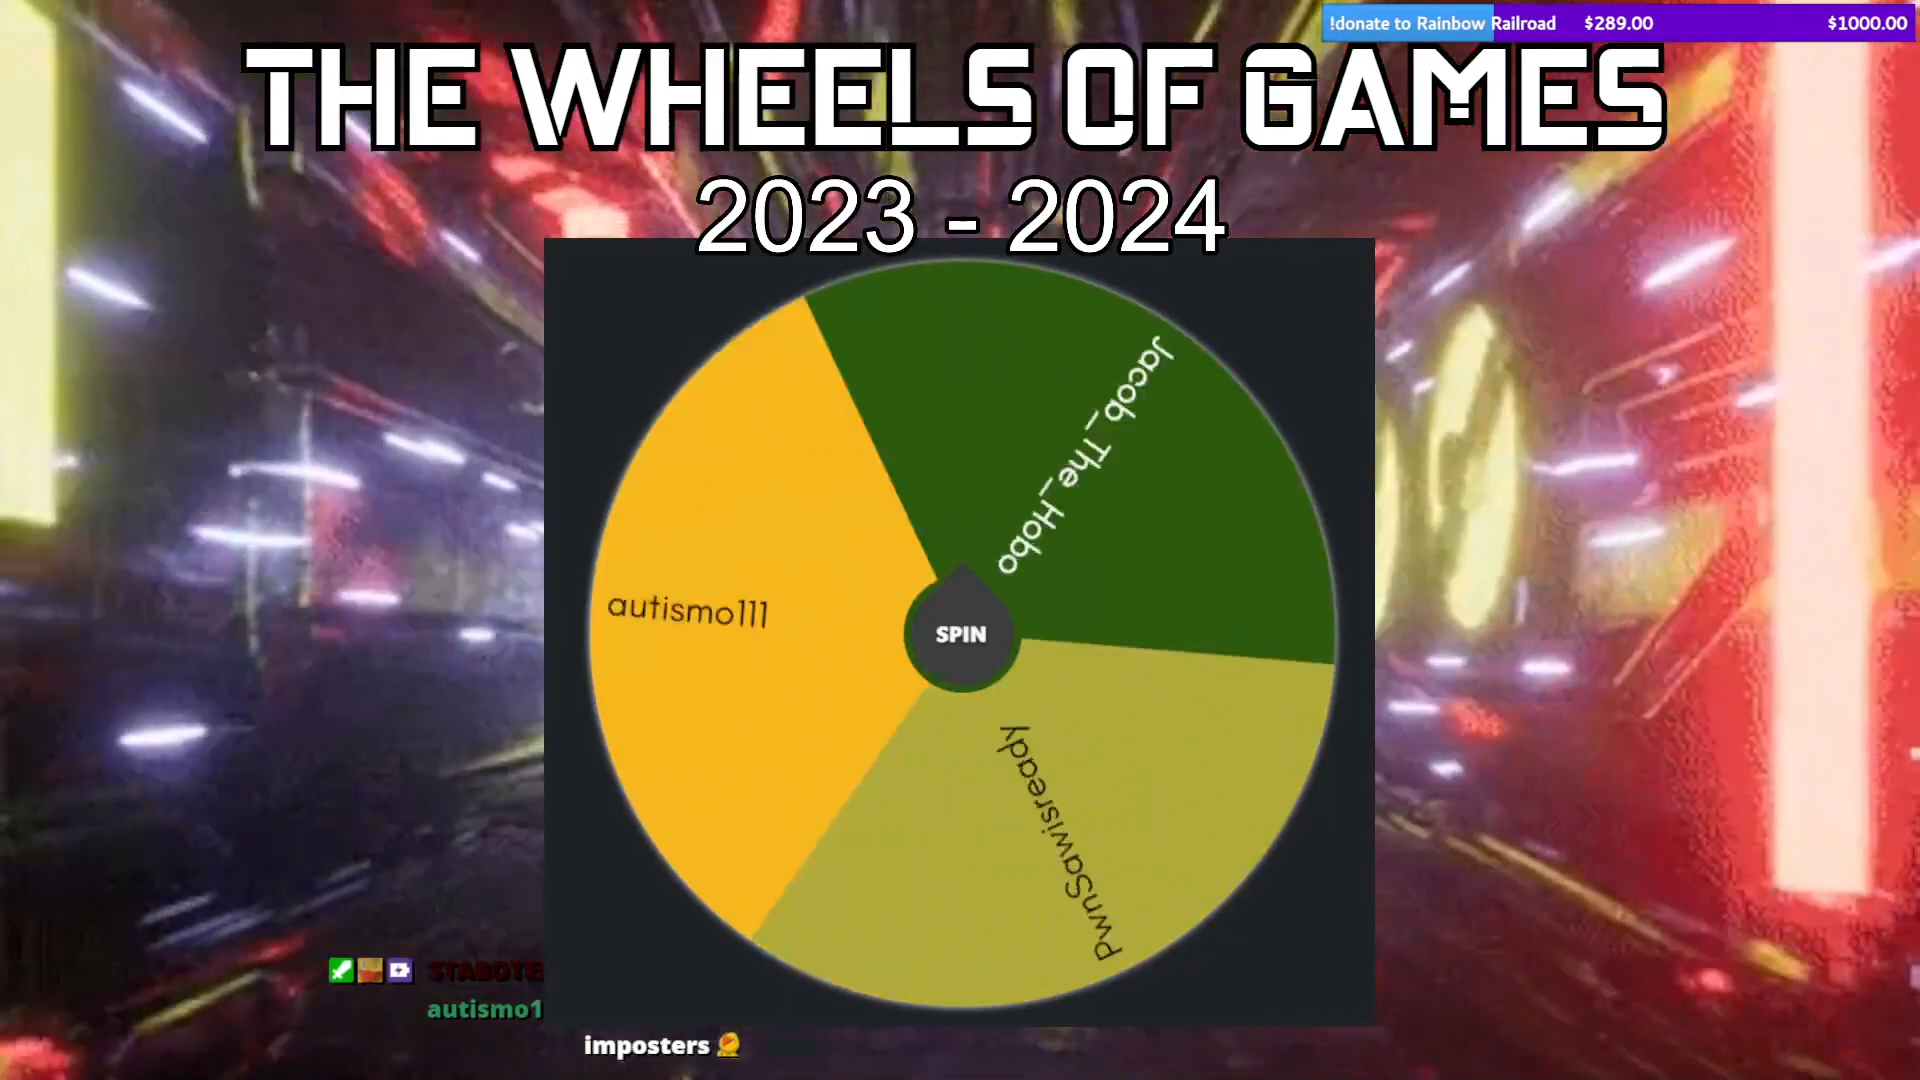 !donate to Rainbow Railroad $289.00 $1000.00
THE WHEELS OF GAMES
2023 - 2024
Jacob_The_Hobo
autismo111
SPIN
PwnSawisready
STABOTE
autismo1
imposters